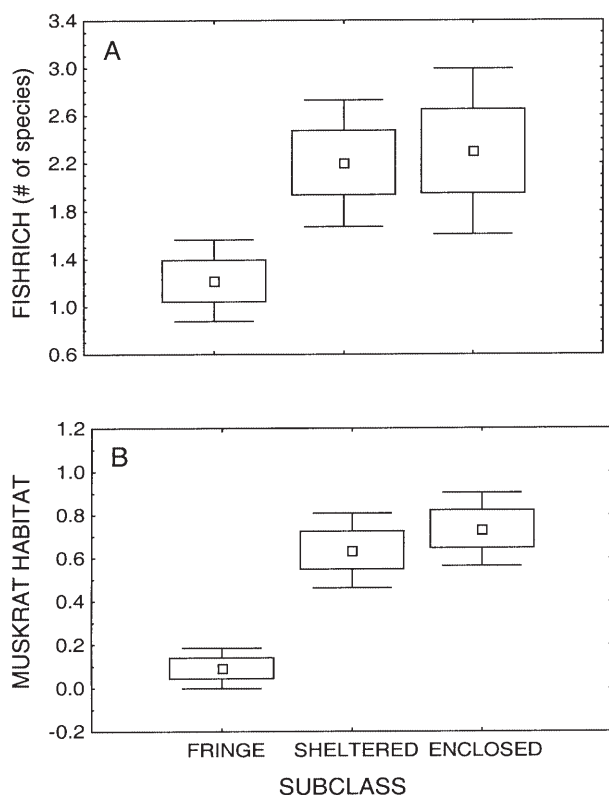 A
3.4
3.0
2.6
2.2
1.8
1.4
1.0
0.6
FISHRICH (# of species)
B
1.2
1.0
0.8
0.6
0.4
0.2
0.0
-0.2
MUSKRAT HABITAT
FRINGE SHELTERED ENCLOSED
SUBCLASS